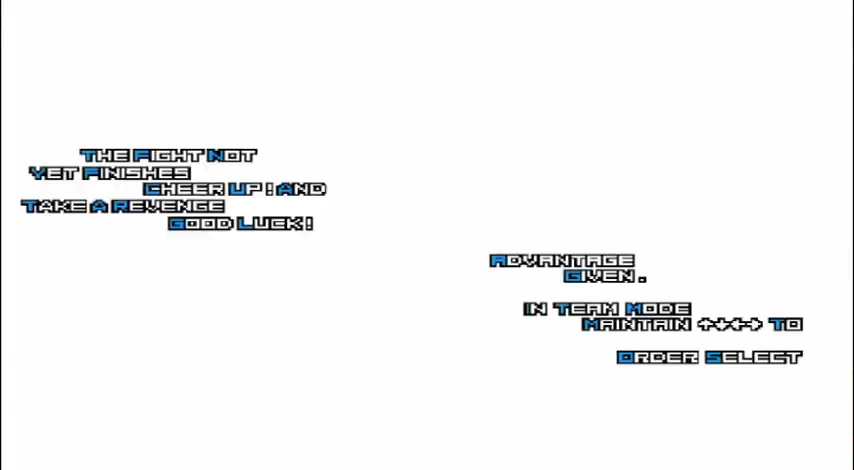 The Fight Not
Yet Finishes
Cheer Up! And
Take A Revenge
Good Luck!
Advantage
Given.
In Team Mode
Maintain ←↓↓←→ To
Order Select